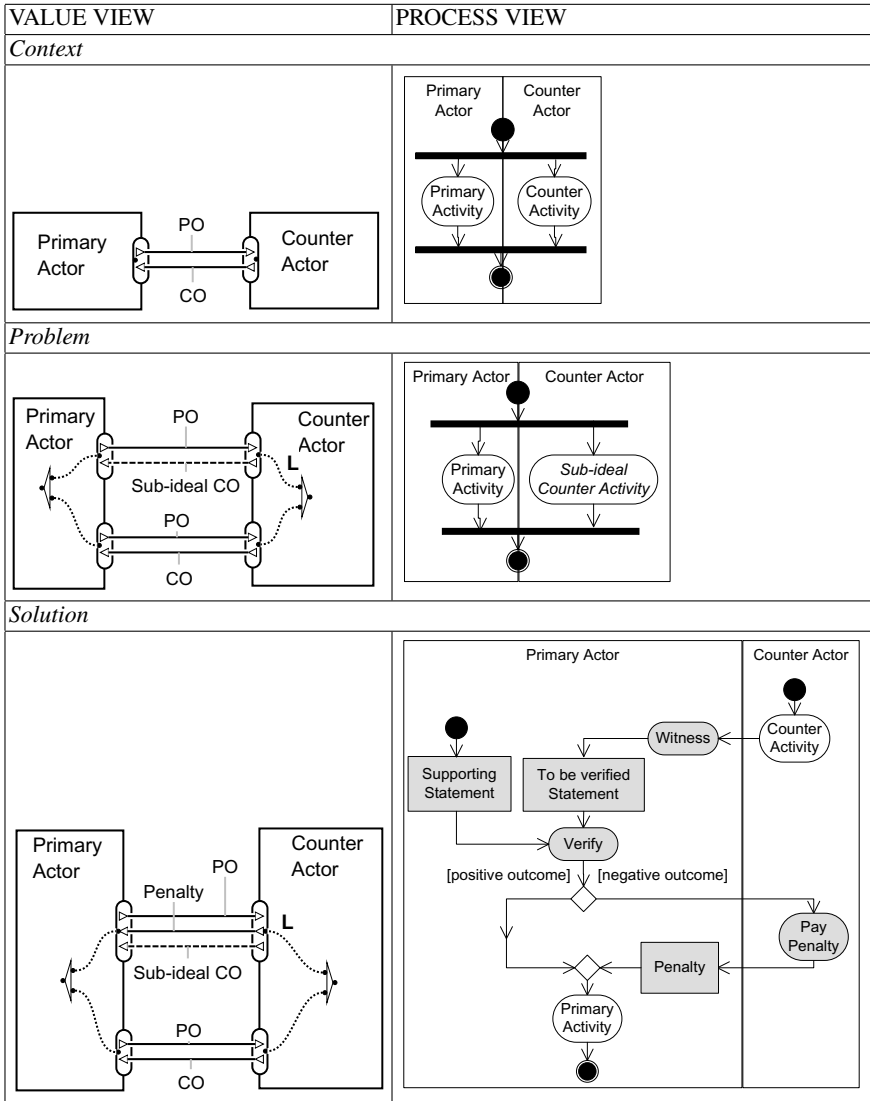 VALUE VIEW
PROCESS VIEW
Context
Primary
Actor
PO
CO
Counter
Actor
Primary
Actor
Counter
Actor
Primary
Activity
Counter
Activity
Problem
Primary
Actor
PO
Counter
Actor
L
Sub-ideal CO
PO
CO
Primary Actor
Counter Actor
Primary
Activity
Sub-ideal
Counter Activity
Solution
Primary
Actor
Counter
Actor
PO
Penalty
L
Sub-ideal CO
PO
CO
Primary Actor
Counter Actor
Witness
Counter
Activity
Supporting
Statement
To be verified
Statement
Verify
[positive outcome]
[negative outcome]
Pay
Penalty
Penalty
Primary
Activity